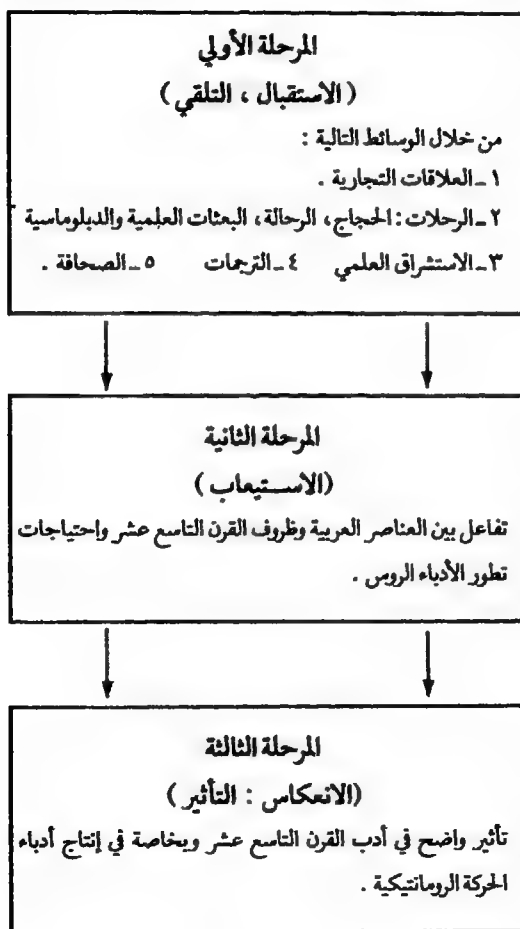 المرحلة الأولي
( الاستقبال ، التلقي )
من خلال الوسائط التالية :
١ ـ العلاقات التجارية .
٢ ـ الرحلات : الحجاج ، الرحالة ، البعثات العلمية والدبلوماسية
٣ ـ الاستشراق العلمي ٤ ـ الترجمات ٥ ـ الصحافة .
المرحلة الثانية
(الاستيعاب )
تفاعل بين العناصر العربية وظروف القرن التاسع عشر واحتياجات
تطور الأدباء الروس .
المرحلة الثالثة
(الانعكاس : التأثير )
تأثير واضح في أدب القرن التاسع عشر وبخاصة في إنتاج أدباء
الحركة الرومانتيكية .